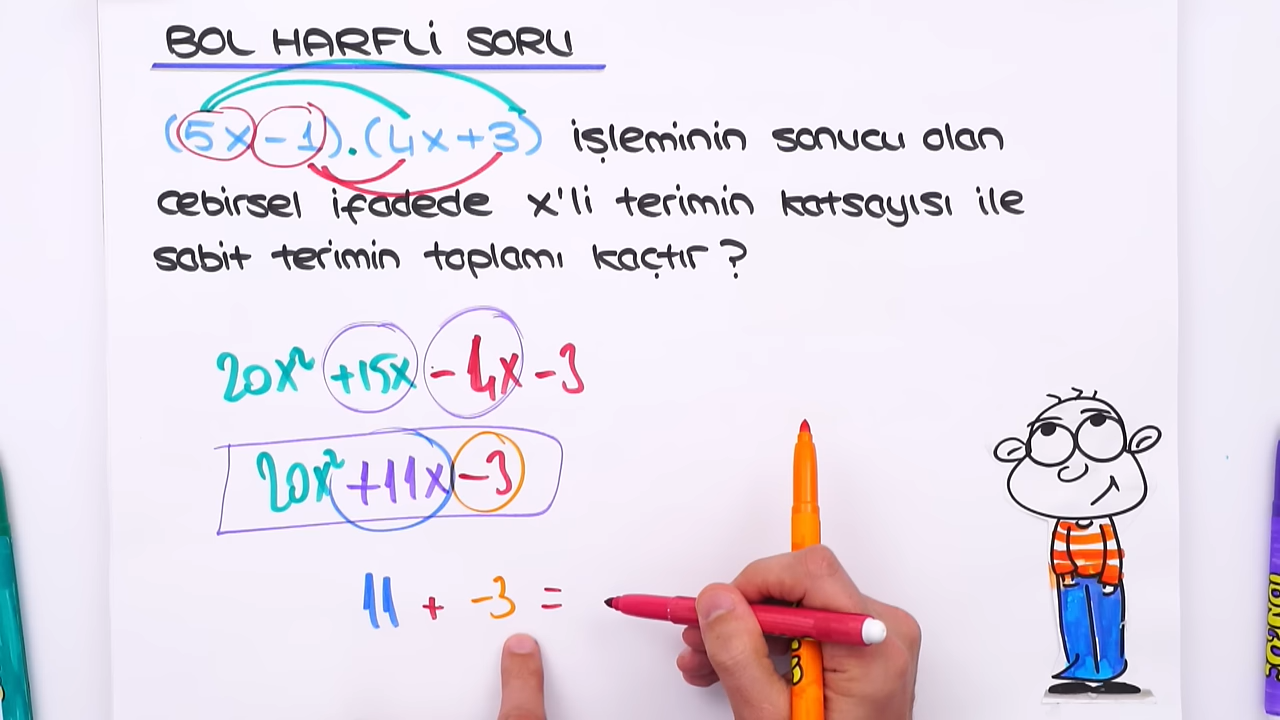 BOL HARFLİ SORU
(5x-1).(4x+3) işleminin sonucu olan
cebirsel ifadede x'li terimin katsayısı ile
sabit terimin toplamı kaçtır ?
20x² +15x -4x -3
20x² +11x -3
11 + -3 =